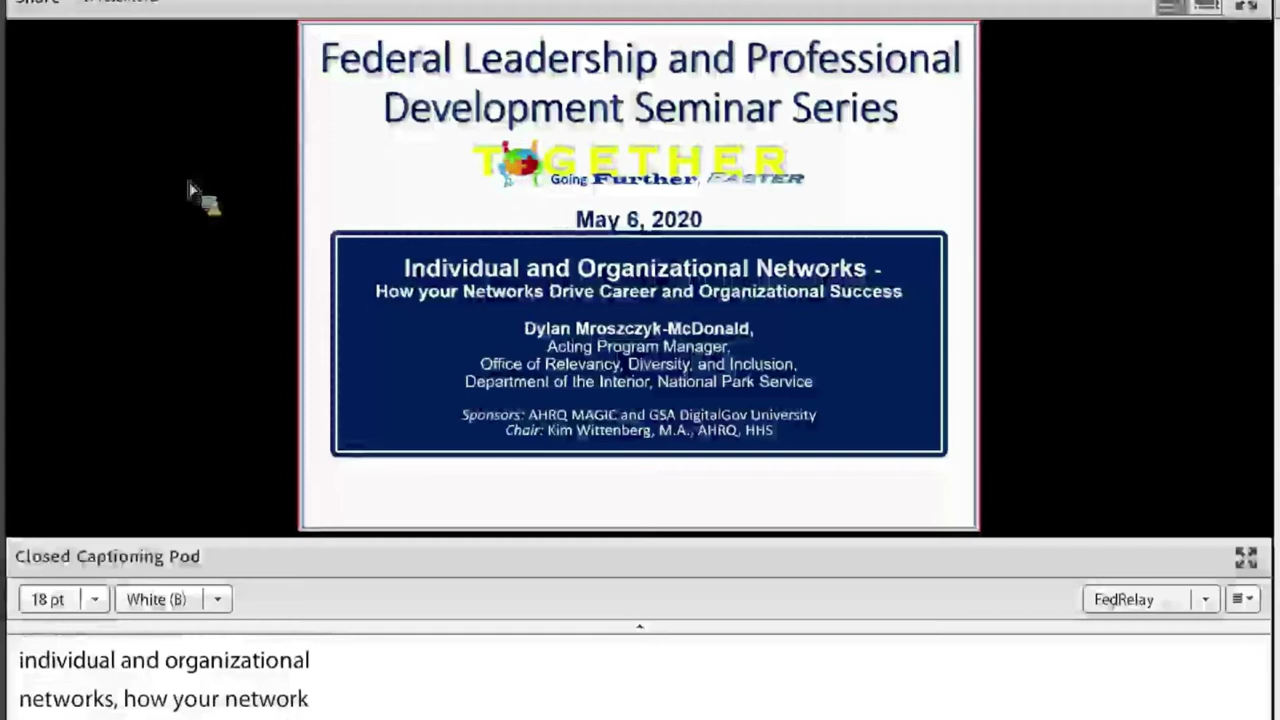 Federal Leadership and Professional
Development Seminar Series
TOGETHER
Going Further, FASTER
May 6, 2020
Individual and Organizational Networks -
How your Networks Drive Career and Organizational Success
Dylan Mroszczyk-McDonald,
Acting Program Manager,
Office of Relevancy, Diversity, and Inclusion,
Department of the Interior, National Park Service
Sponsors: AHRQ MAGIC and GSA DigitalGov University
Chair: Kim Wittenberg, M.A., AHRQ, HHS
Closed Captioning Pod
18 pt White (B) FedRelay
individual and organizational
networks, how your network